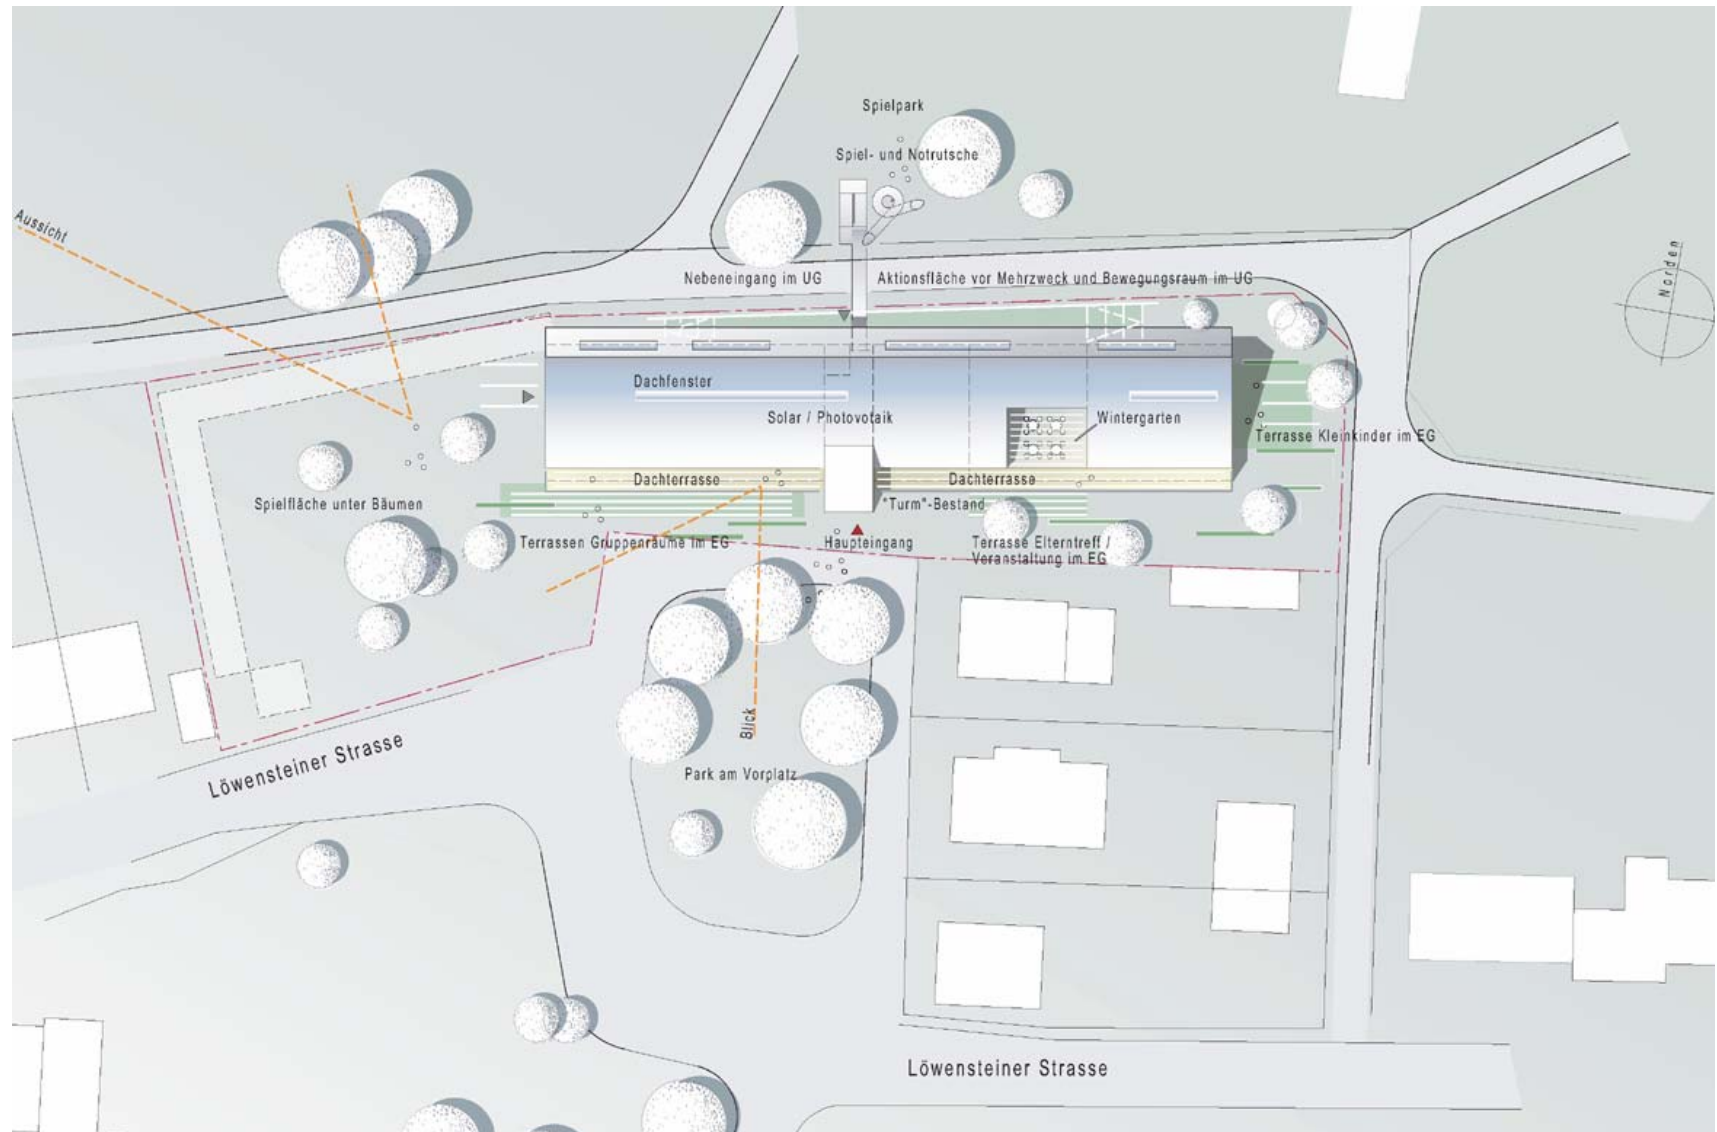 Spielpark
Spiel- und Notrutsche
Aussicht
Nebeneingang im UG
Aktionsfläche vor Mehrzweck und Bewegungsraum im UG
Norden
Dachfenster
Solar / Photovotaik
Wintergarten
Terrasse Kleinkinder im EG
Dachterrasse
Dachterrasse
Spielfläche unter Bäumen
"Turm"-Bestand
Terrassen Gruppenräume im EG
Haupteingang
Terrasse Elterntreff /
Veranstaltung im EG
Blick
Löwensteiner Strasse
Park am Vorplatz
Löwensteiner Strasse